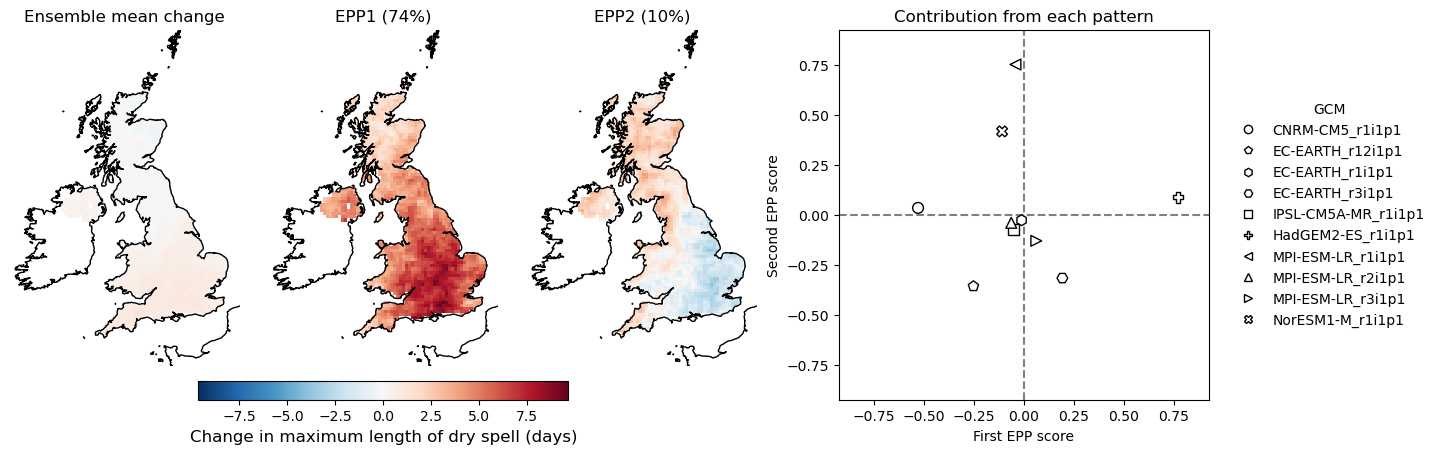 Ensemble mean change
EPP1 (74%)
EPP2 (10%)
Contribution from each pattern
−7.5 −5.0 −2.5 0.0 2.5 5.0 7.5
Change in maximum length of dry spell (days)
Second EPP score
0.75
0.50
0.25
0.00
−0.25
−0.50
−0.75
−0.75 −0.50 −0.25 0.00 0.25 0.50 0.75
First EPP score
GCM
CNRM-CM5_r1i1p1
EC-EARTH_r12i1p1
EC-EARTH_r1i1p1
EC-EARTH_r3i1p1
IPSL-CM5A-MR_r1i1p1
HadGEM2-ES_r1i1p1
MPI-ESM-LR_r1i1p1
MPI-ESM-LR_r2i1p1
MPI-ESM-LR_r3i1p1
NorESM1-M_r1i1p1